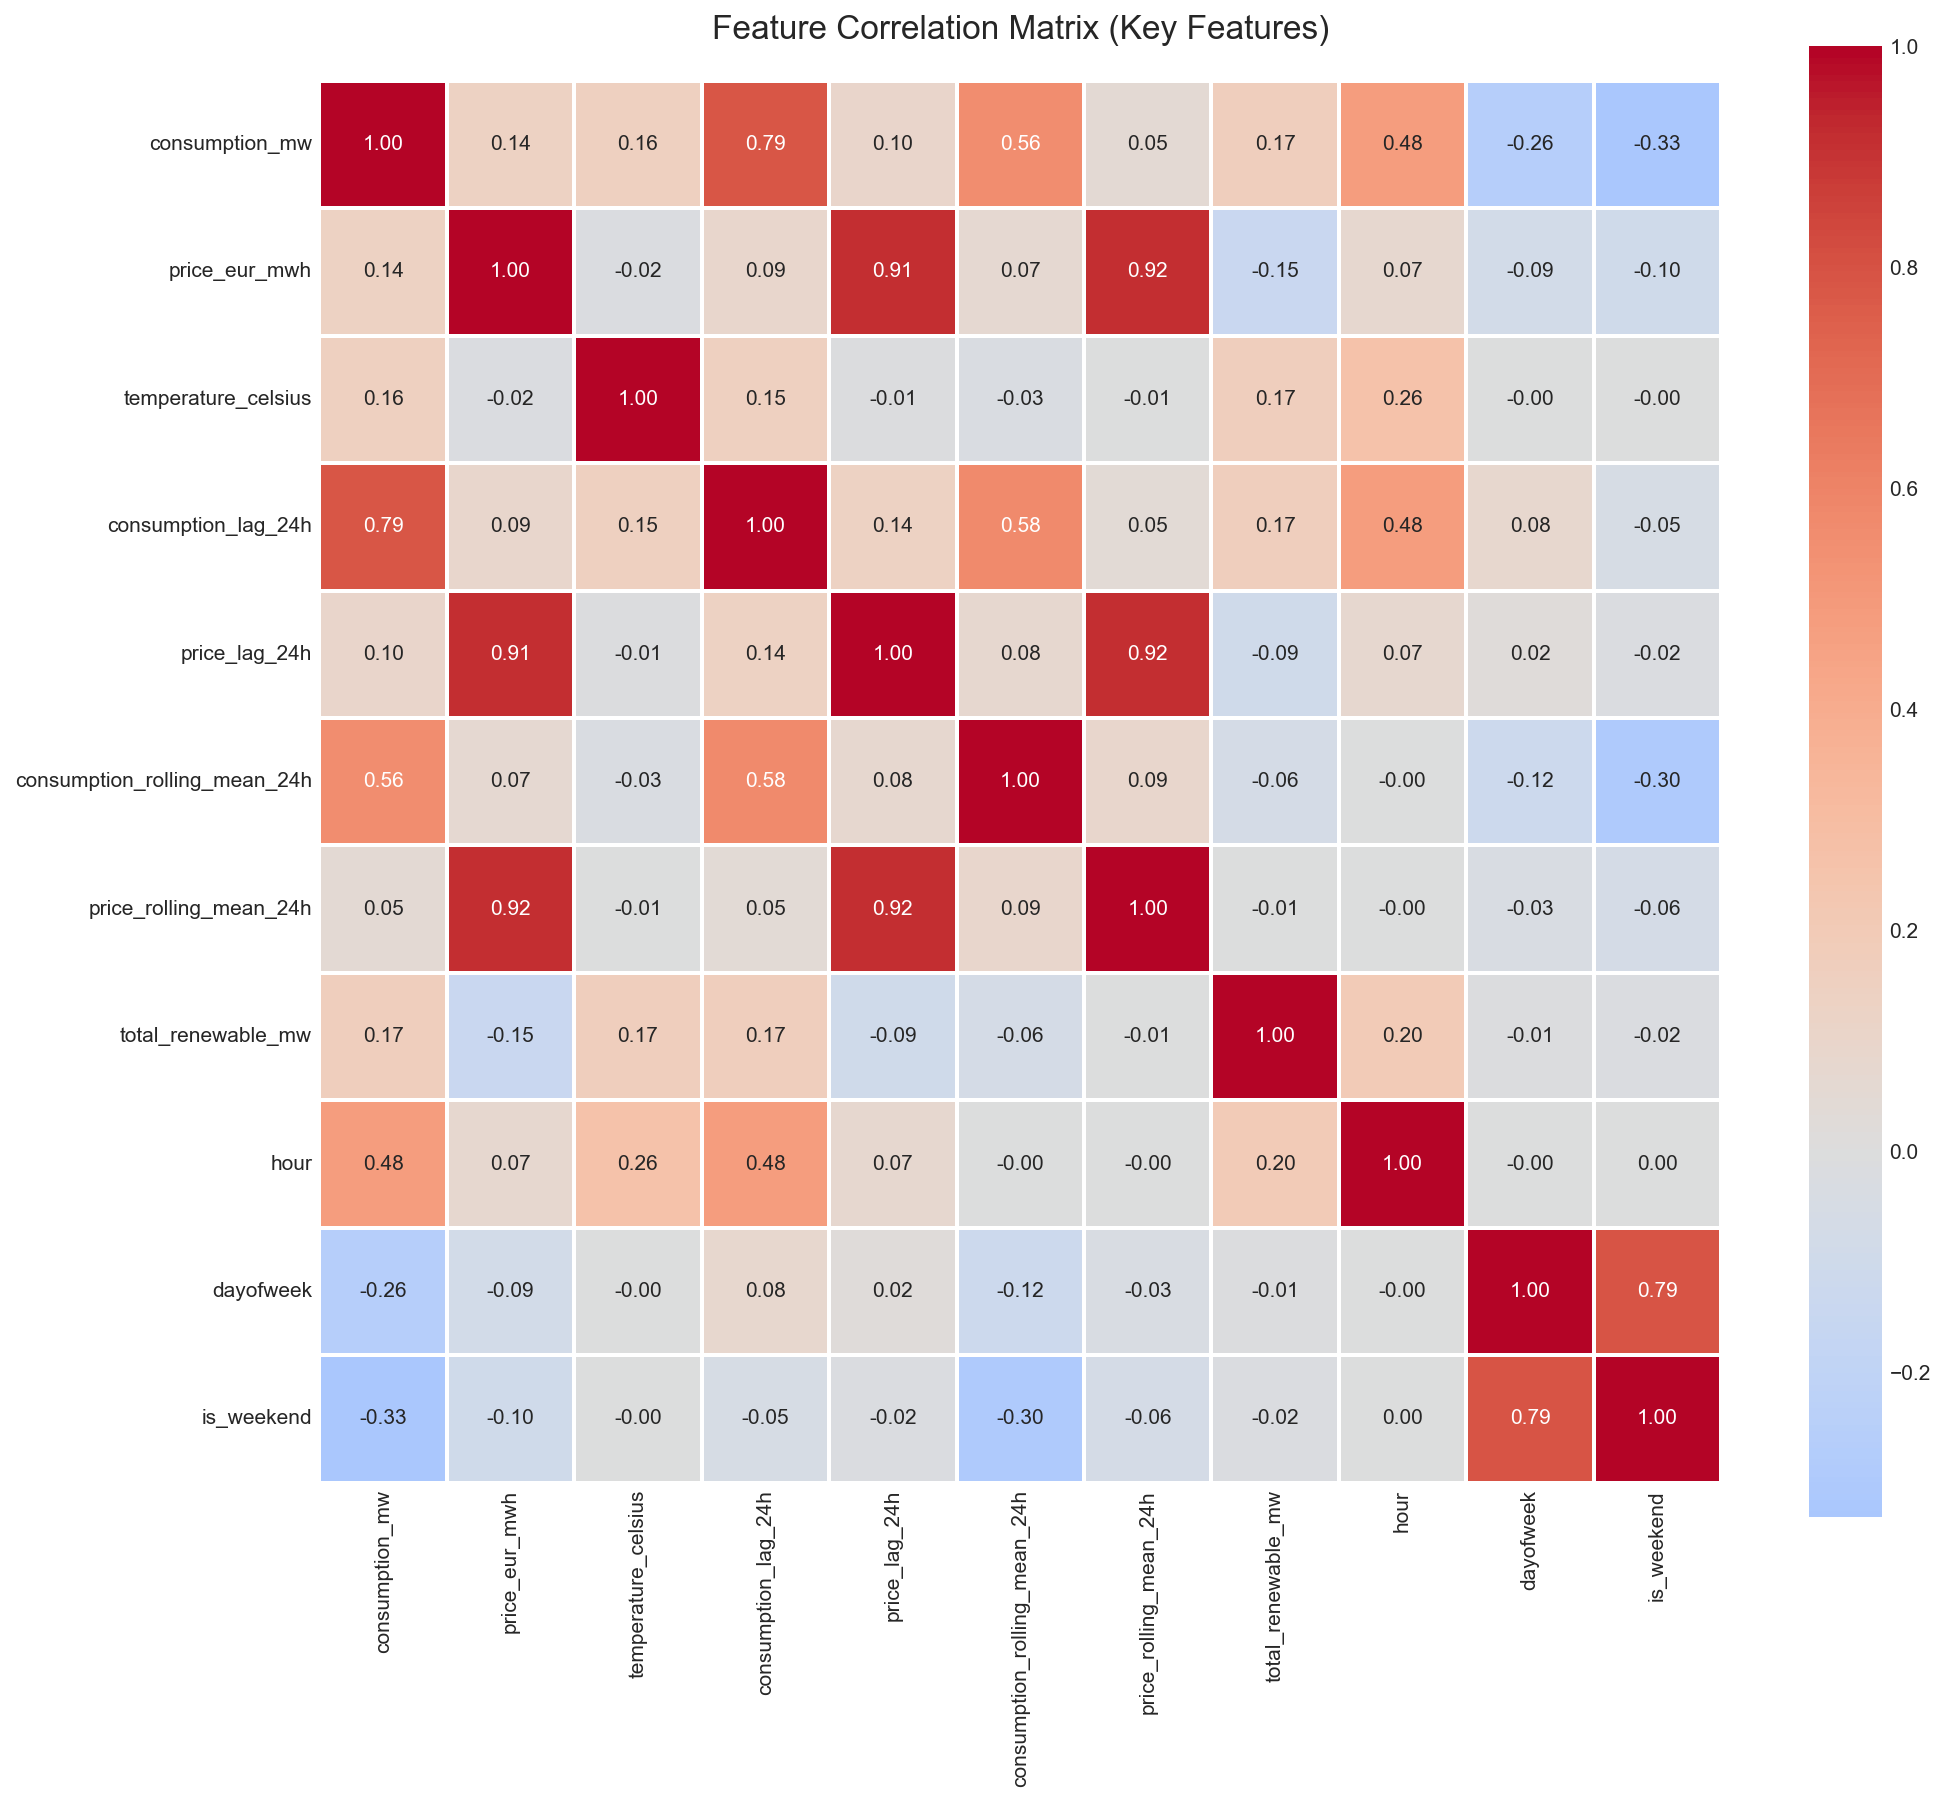 Feature Correlation Matrix (Key Features)
consumption_mw 1.00 0.14 0.16 0.79 0.10 0.56 0.05 0.17 0.48 -0.26 -0.33
price_eur_mwh 0.14 1.00 -0.02 0.09 0.91 0.07 0.92 -0.15 0.07 -0.09 -0.10
temperature_celsius 0.16 -0.02 1.00 0.15 -0.01 -0.03 -0.01 0.17 0.26 -0.00 -0.00
consumption_lag_24h 0.79 0.09 0.15 1.00 0.14 0.58 0.05 0.17 0.48 0.08 -0.05
price_lag_24h 0.10 0.91 -0.01 0.14 1.00 0.08 0.92 -0.09 0.07 0.02 -0.02
consumption_rolling_mean_24h 0.56 0.07 -0.03 0.58 0.08 1.00 0.09 -0.06 -0.00 -0.12 -0.30
price_rolling_mean_24h 0.05 0.92 -0.01 0.05 0.92 0.09 1.00 -0.01 -0.00 -0.03 -0.06
total_renewable_mw 0.17 -0.15 0.17 0.17 -0.09 -0.06 -0.01 1.00 0.20 -0.01 -0.02
hour 0.48 0.07 0.26 0.48 0.07 -0.00 -0.00 0.20 1.00 -0.00 0.00
dayofweek -0.26 -0.09 -0.00 0.08 0.02 -0.12 -0.03 -0.01 -0.00 1.00 0.79
is_weekend -0.33 -0.10 -0.00 -0.05 -0.02 -0.30 -0.06 -0.02 0.00 0.79 1.00
consumption_mw
price_eur_mwh
temperature_celsius
consumption_lag_24h
price_lag_24h
consumption_rolling_mean_24h
price_rolling_mean_24h
total_renewable_mw
hour
dayofweek
is_weekend
1.0
0.8
0.6
0.4
0.2
0.0
−0.2